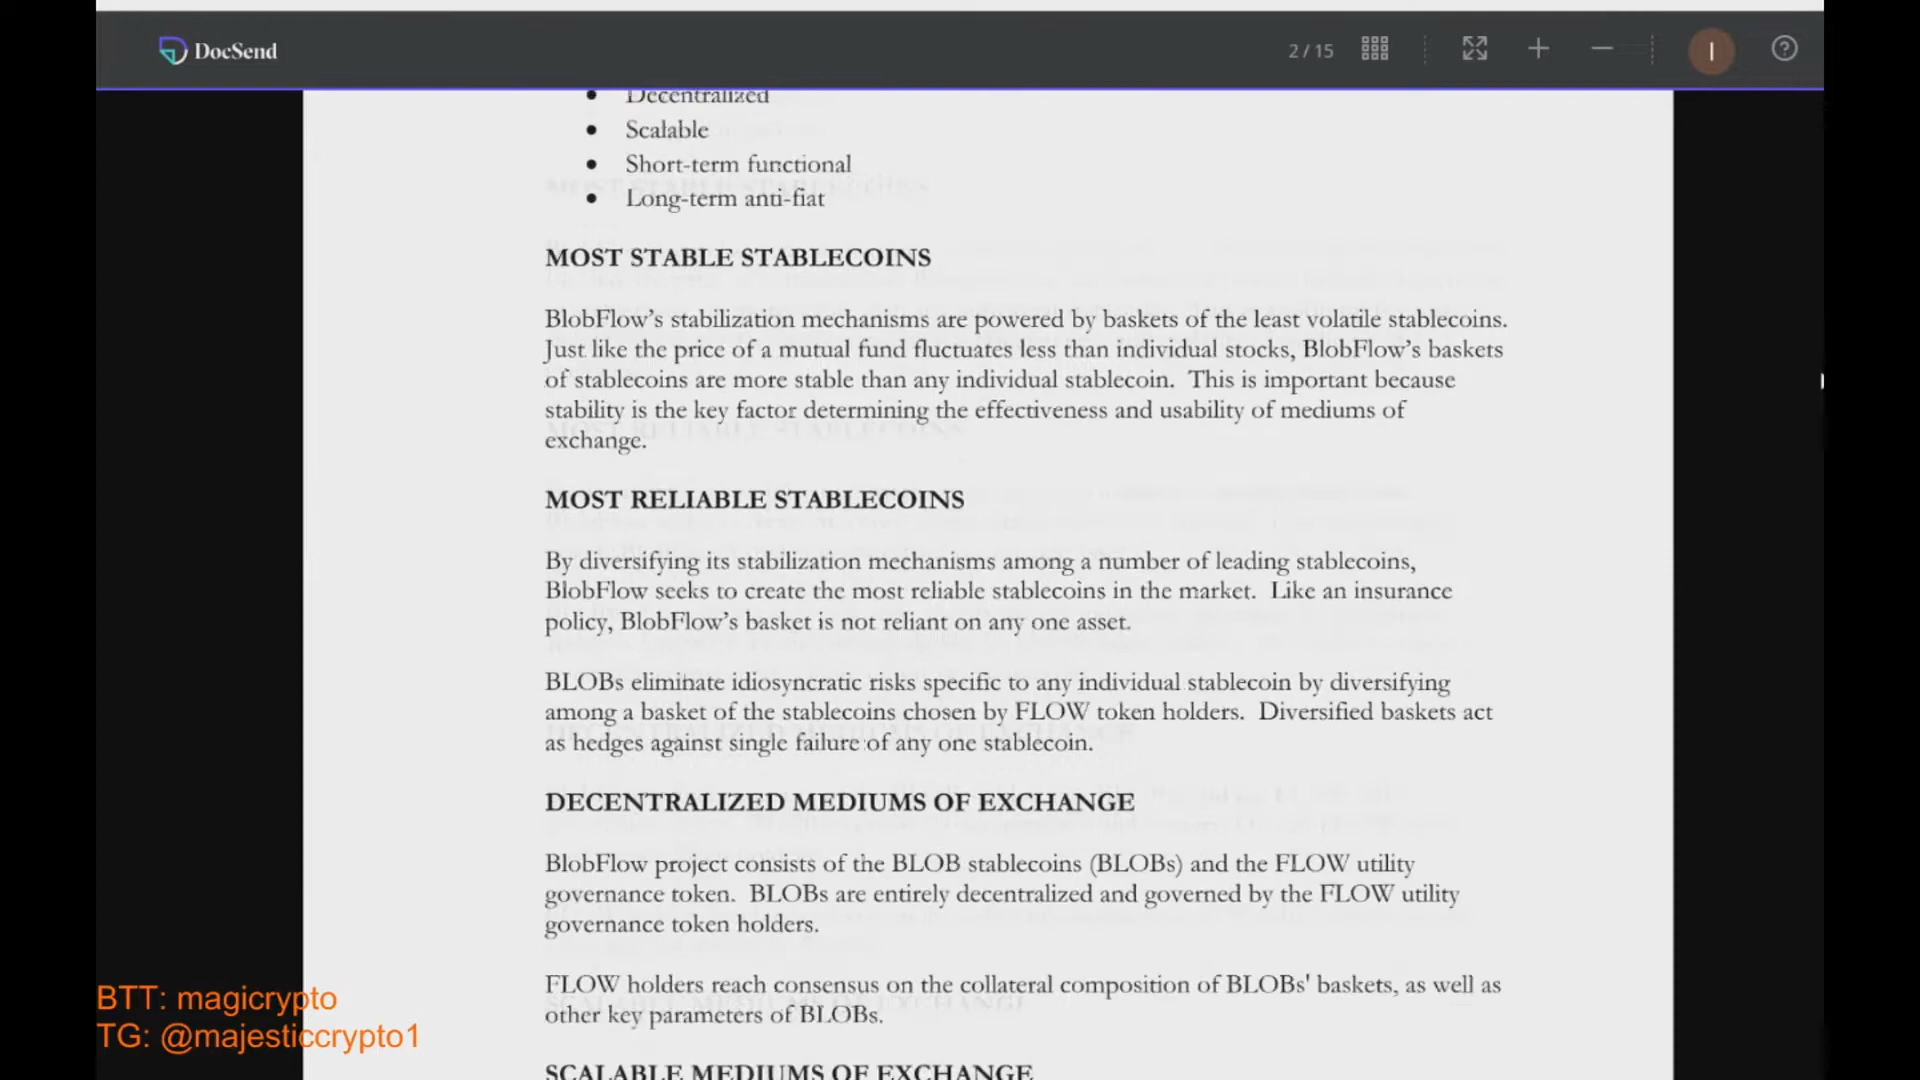 DocSend
2 / 15
I
Decentralized
Scalable
Short-term functional
Long-term anti-fiat
MOST STABLE STABLECOINS
BlobFlow’s stabilization mechanisms are powered by baskets of the least volatile stablecoins.
Just like the price of a mutual fund fluctuates less than individual stocks, BlobFlow’s baskets
of stablecoins are more stable than any individual stablecoin.  This is important because
stability is the key factor determining the effectiveness and usability of mediums of
exchange.
MOST RELIABLE STABLECOINS
By diversifying its stabilization mechanisms among a number of leading stablecoins,
BlobFlow seeks to create the most reliable stablecoins in the market.  Like an insurance
policy, BlobFlow’s basket is not reliant on any one asset.
BLOBs eliminate idiosyncratic risks specific to any individual stablecoin by diversifying
among a basket of the stablecoins chosen by FLOW token holders.  Diversified baskets act
as hedges against single failure of any one stablecoin.
DECENTRALIZED MEDIUMS OF EXCHANGE
BlobFlow project consists of the BLOB stablecoins (BLOBs) and the FLOW utility
governance token.  BLOBs are entirely decentralized and governed by the FLOW utility
governance token holders.
FLOW holders reach consensus on the collateral composition of BLOBs' baskets, as well as
other key parameters of BLOBs.
SCALABLE MEDIUMS OF EXCHANGE
BTT: magicrypto
TG: @majesticcrypto1